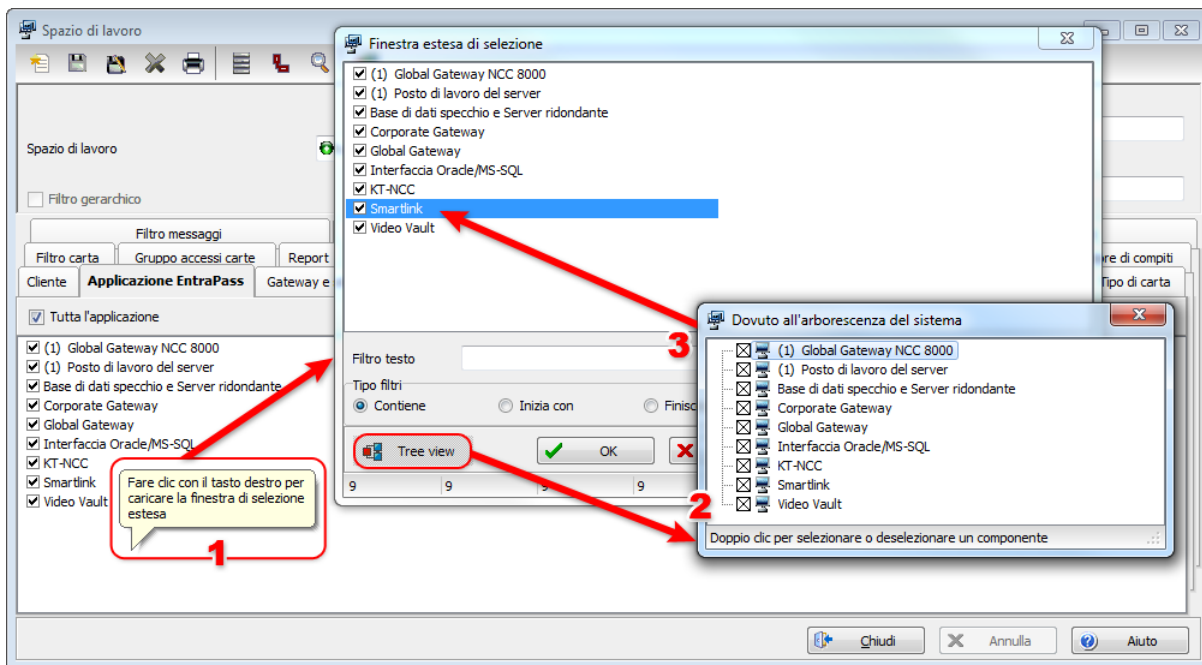 Spazio di lavoro
Finestra estesa di selezione
(1) Global Gateway NCC 8000
(1) Posto di lavoro del server
Base di dati specchio e Server ridondante
Corporate Gateway
Global Gateway
Interfaccia Oracle/MS-SQL
KT-NCC
Smartlink
Video Vault
Spazio di lavoro
Filtro gerarchico
Filtro messaggi
Filtro carta
Gruppo accessi carte
Report
re di compiti
Cliente
Applicazione EntraPass
Gateway e
Tipo di carta
Tutta l'applicazione
(1) Global Gateway NCC 8000
(1) Posto di lavoro del server
Base di dati specchio e Server ridondante
Corporate Gateway
Global Gateway
Interfaccia Oracle/MS-SQL
KT-NCC
Smartlink
Video Vault
Fare clic con il tasto destro per
caricare la finestra di selezione
estesa
1
Filtro testo
Tipo filtri
Contiene
Inizia con
Finisc
Tree view
OK
9
9
9
9
2
3
Dovuto all'arborescenza del sistema
(1) Global Gateway NCC 8000
(1) Posto di lavoro del server
Base di dati specchio e Server ridondante
Corporate Gateway
Global Gateway
Interfaccia Oracle/MS-SQL
KT-NCC
Smartlink
Video Vault
Doppio clic per selezionare o deselezionare un componente
Chiudi
Annulla
Aiuto